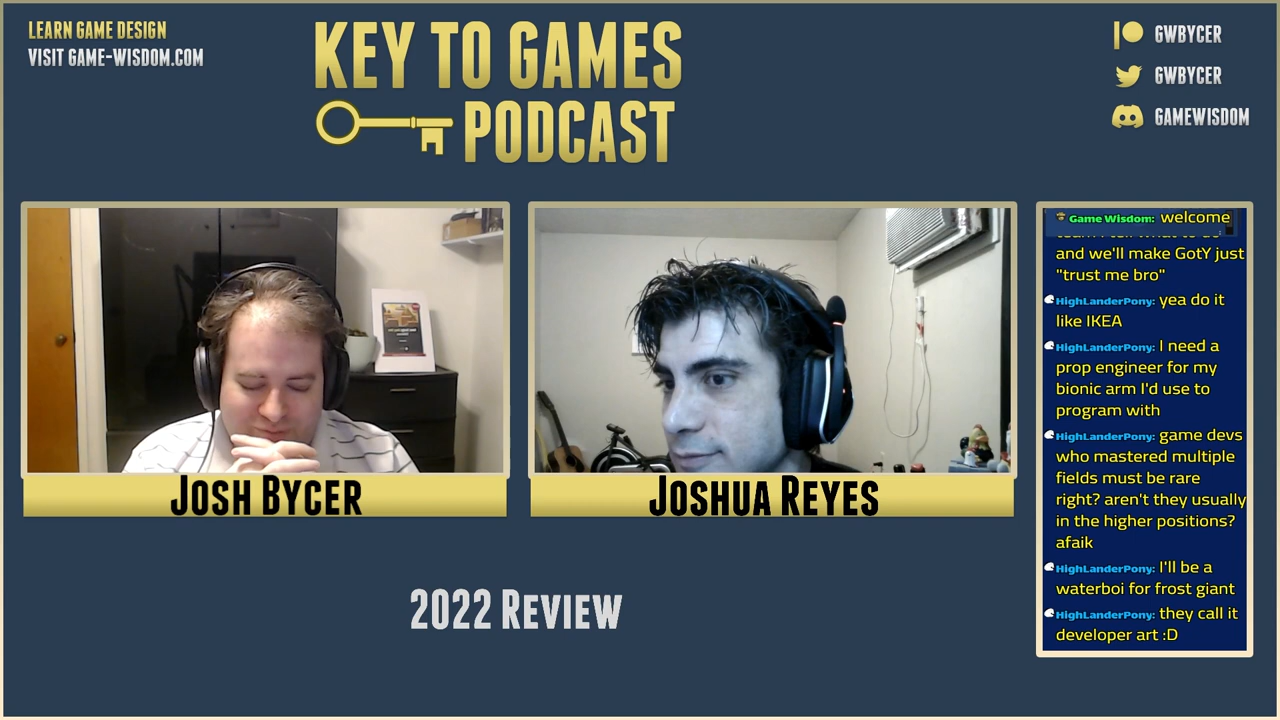 LEARN GAME DESIGN
VISIT GAME-WISDOM.COM
KEY TO GAMES
PODCAST
GWBYCER
GWBYCER
GAMEWISDOM
JOSH BYCER
JOSHUA REYES
2022 REVIEW
Game Wisdom: welcome
and we'll make GotY just
"trust me bro"
HighLanderPony: yea do it
like IKEA
HighLanderPony: I need a
prop engineer for my
bionic arm I'd use to
program with
HighLanderPony: game devs
who mastered multiple
fields must be rare
right? aren't they usually
in the higher positions?
afaik
HighLanderPony: I'll be a
waterboi for frost giant
HighLanderPony: they call it
developer art :D